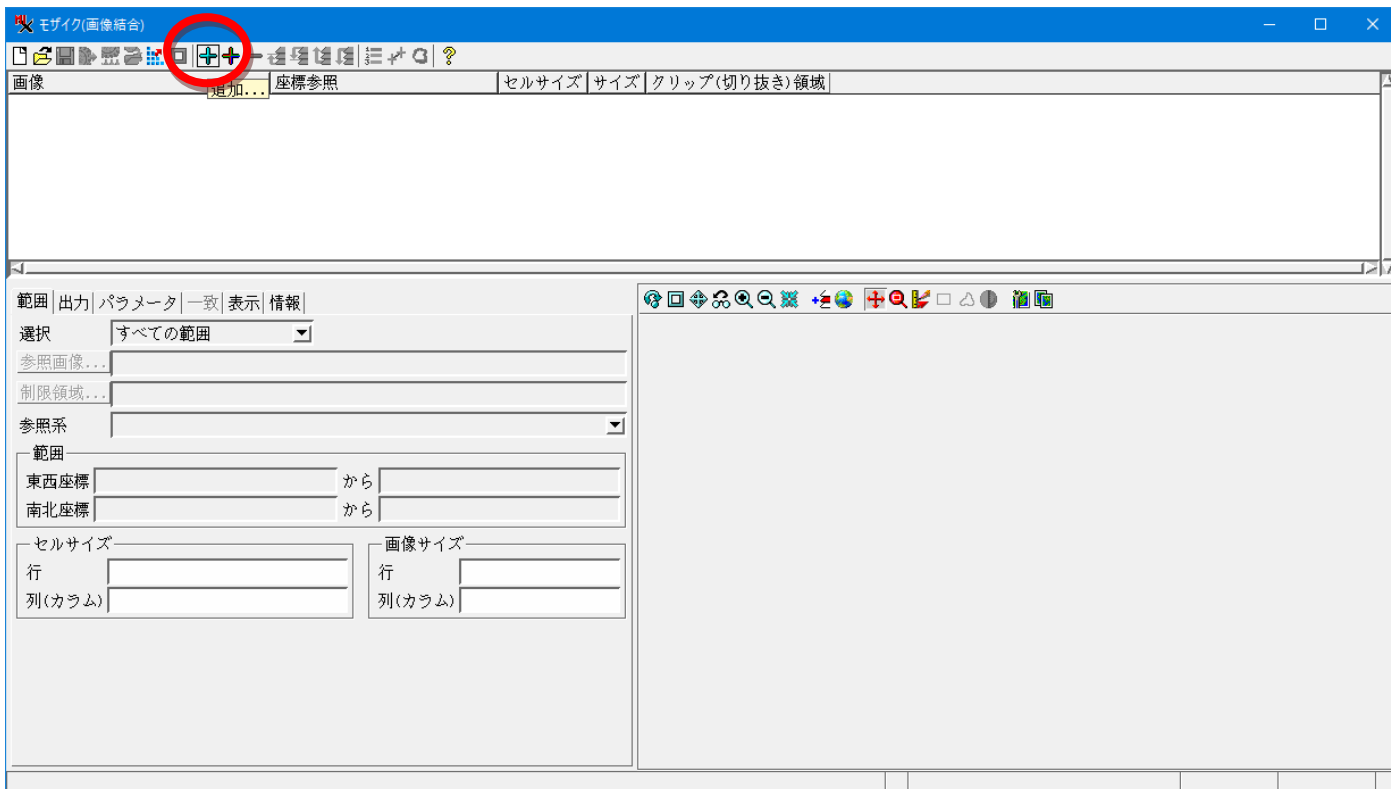 モザイク(画像結合)
画像 座標参照 セルサイズ サイズ クリップ(切り抜き)領域
追加...
範囲 出力 パラメータ 一致 表示 情報
選択 すべての範囲
参照画像...
制限領域...
参照系
範囲
東西座標 から
南北座標 から
セルサイズ 画像サイズ
行 行
列(カラム) 列(カラム)